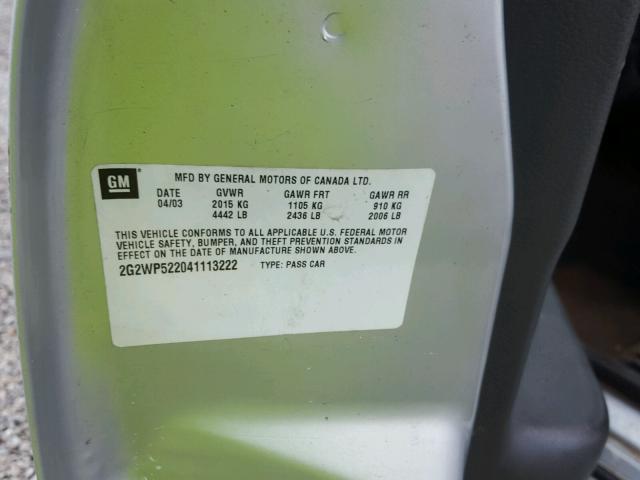 GM MFD BY GENERAL MOTORS OF CANADA LTD.
DATE GVWR GAWR FRT GAWR RR
04/03 2015 KG 1105 KG 910 KG
4442 LB 2436 LB 2006 LB
THIS VEHICLE CONFORMS TO ALL APPLICABLE U.S. FEDERAL MOTOR
VEHICLE SAFETY, BUMPER, AND THEFT PREVENTION STANDARDS IN
EFFECT ON THE DATE OF MANUFACTURE SHOWN ABOVE.
2G2WP522041113222 TYPE: PASS CAR